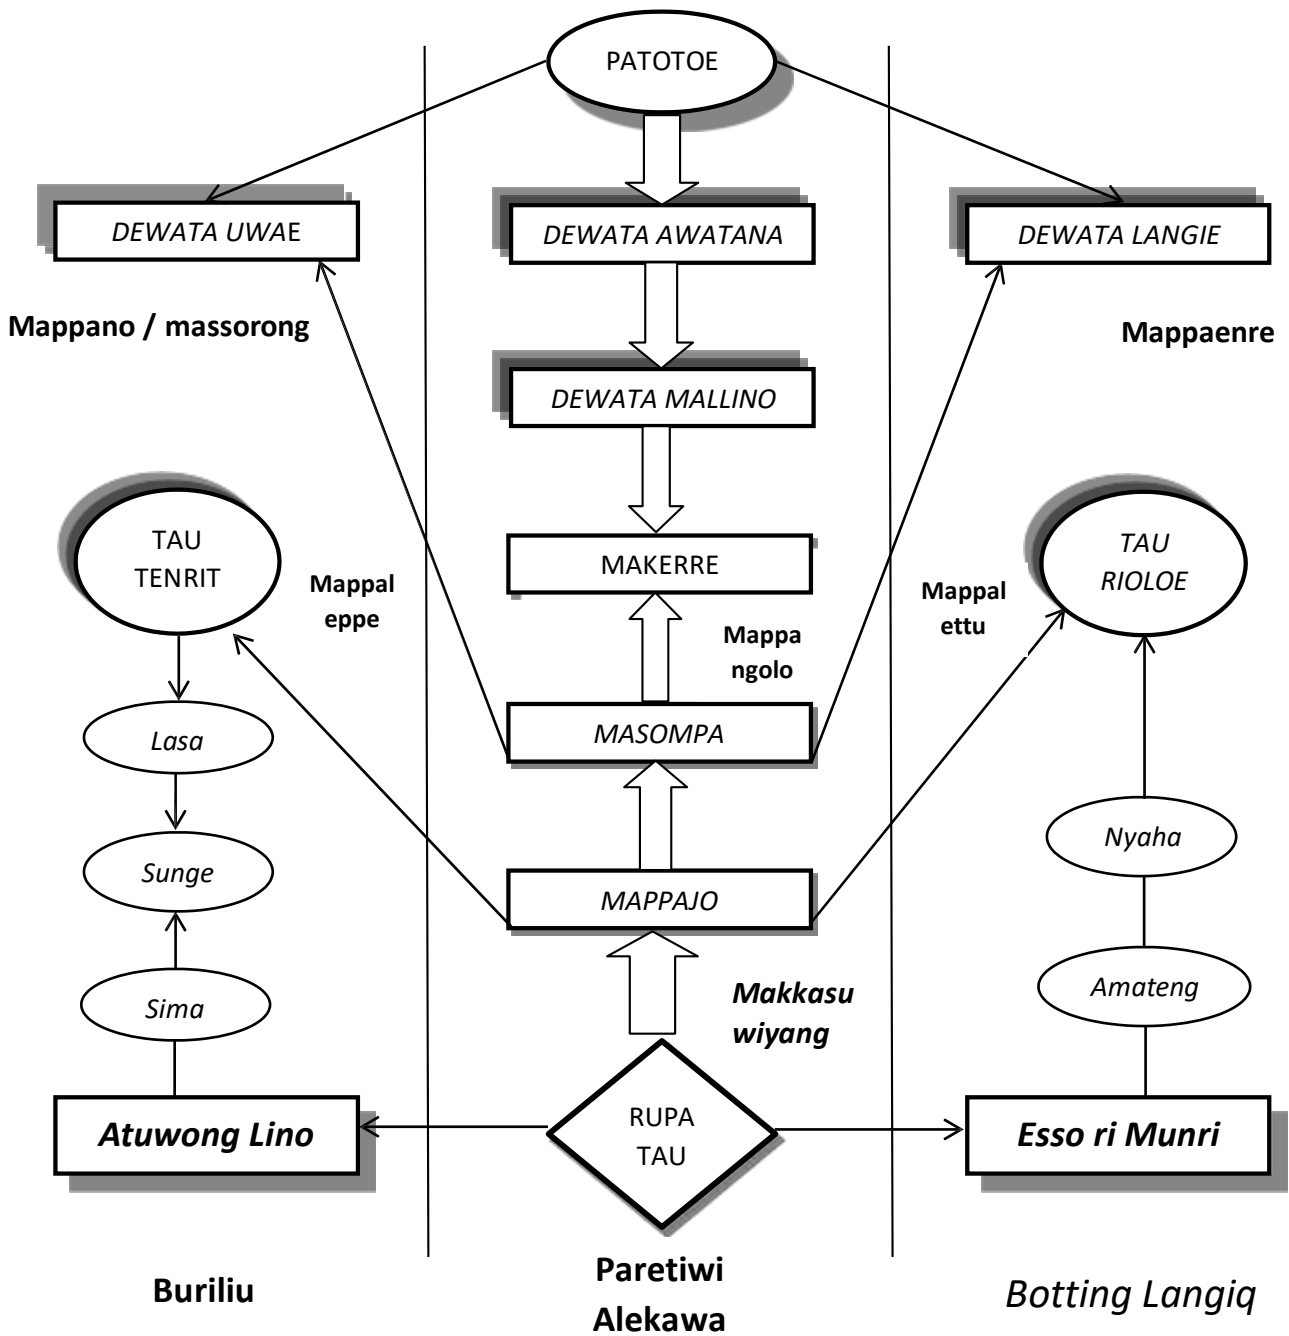 PATOTOE
DEWATA UWAE
DEWATA AWATANA
DEWATA LANGIE
Mappano / massorong
Mappaenre
DEWATA MALLINO
TAU
TENRIT
TAU
RIOLOE
MAKERRE
Mappal
eppe
Mappal
ettu
Mappa
ngolo
Lasa
MASOMPA
Nyaha
Sunge
MAPPAJO
Sima
Amateng
Makkasu
wiyang
Atuwong Lino
RUPA
TAU
Esso ri Munri
Buriliu
Paretiwi
Alekawa
Botting Langiq